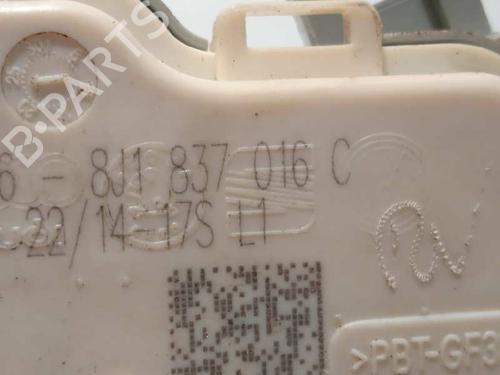 B·PARTS
8J1 837 016 C
22/14-17S L1
>PBT-GF3